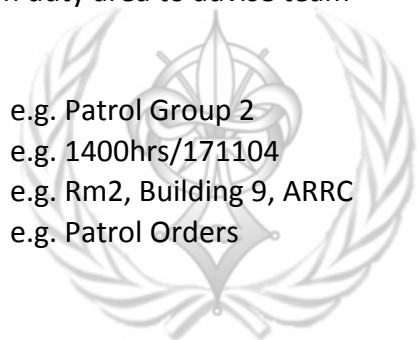 duty area to advise team
e.g. Patrol Group 2
e.g. 1400hrs/171104
e.g. Rm2, Building 9, ARRC
e.g. Patrol Orders